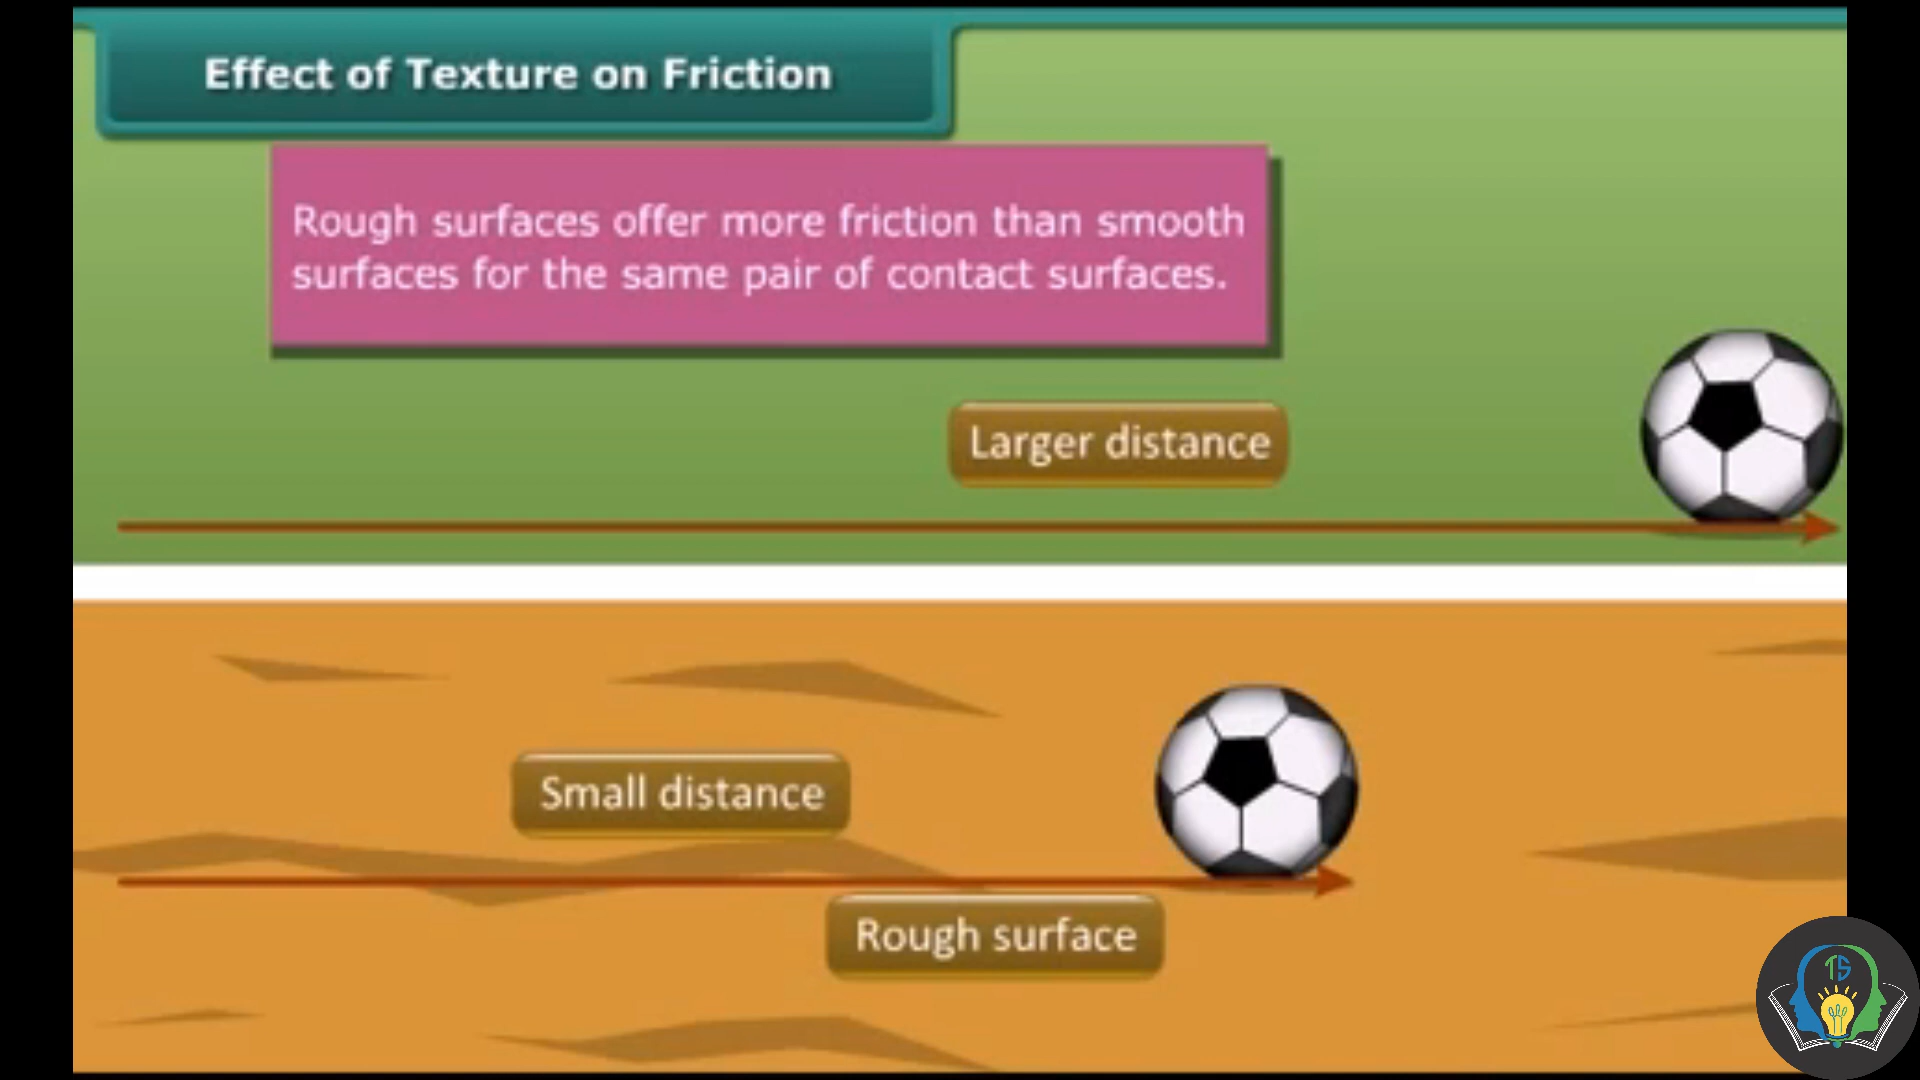 Effect of Texture on Friction
Rough surfaces offer more friction than smooth
surfaces for the same pair of contact surfaces.
Larger distance
Small distance
Rough surface
TS